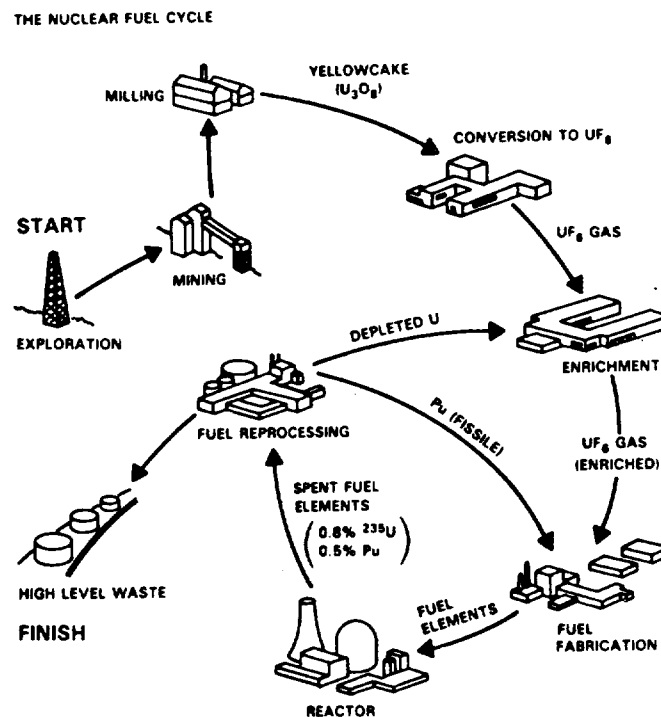 THE NUCLEAR FUEL CYCLE
MILLING
YELLOWCAKE
(U₃O₈)
CONVERSION TO UF₆
START
MINING
UF₆ GAS
EXPLORATION
DEPLETED U
ENRICHMENT
FUEL REPROCESSING
Pu (FISSILE)
UF₆ GAS
(ENRICHED)
SPENT FUEL
ELEMENTS
(0.8% ²³⁵U
0.5% Pu)
HIGH LEVEL WASTE
FINISH
FUEL
ELEMENTS
FUEL
FABRICATION
REACTOR